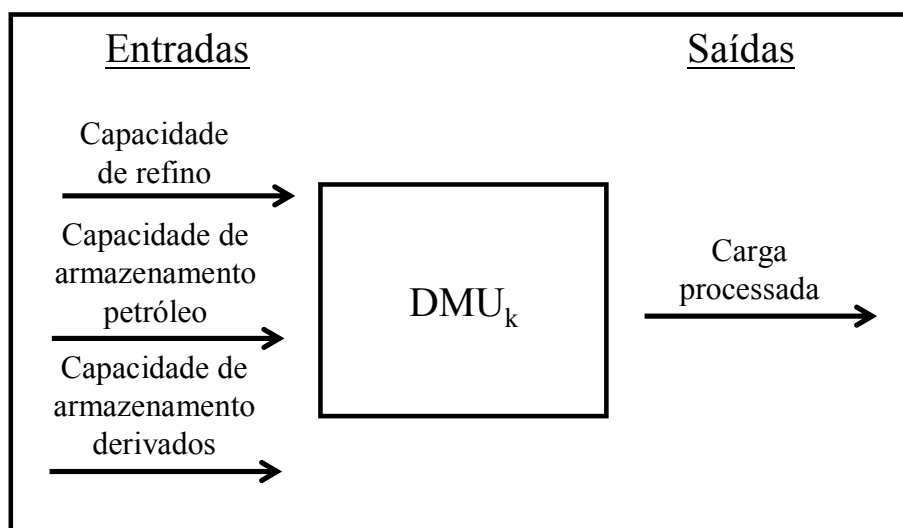 Entradas
Saídas
Capacidade
de refino
Capacidade de
armazenamento
petróleo
Capacidade de
armazenamento
derivados
DMUk
Carga
processada